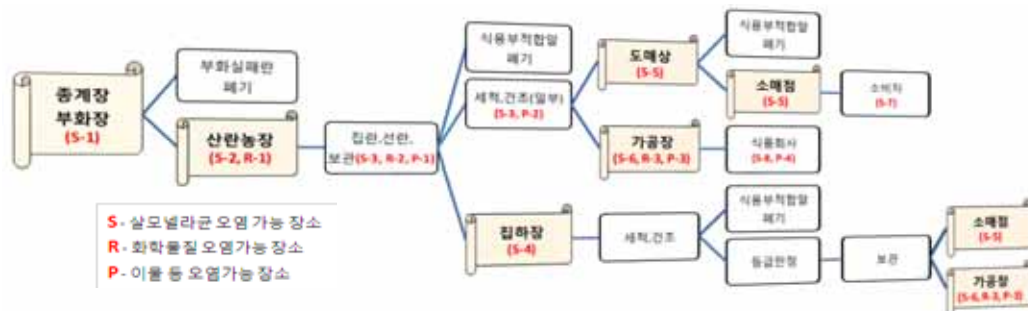 종계장
부화장
(S-1)
부화실패란
폐기
산란농장
(S-2, R-1)
집란,선란,
보관(S-3, R-2, P-1)
식용부적합알
폐기
세척,건조(일부)
(S-3, P-2)
집하장
(S-4)
도매상
(S-5)
가공장
(S-6, R-3, P-3)
세척,건조
식용부적합알
폐기
소매점
(S-5)
식품회사
(S-8, P-4)
식용부적합알
폐기
등급판정
소비자
(S-7)
보관
소매점
(S-5)
가공장
(S-6, R-3, P-3)
S - 살모넬라균 오염 가능 장소
R - 화학물질 오염가능 장소
P - 이물 등 오염가능 장소